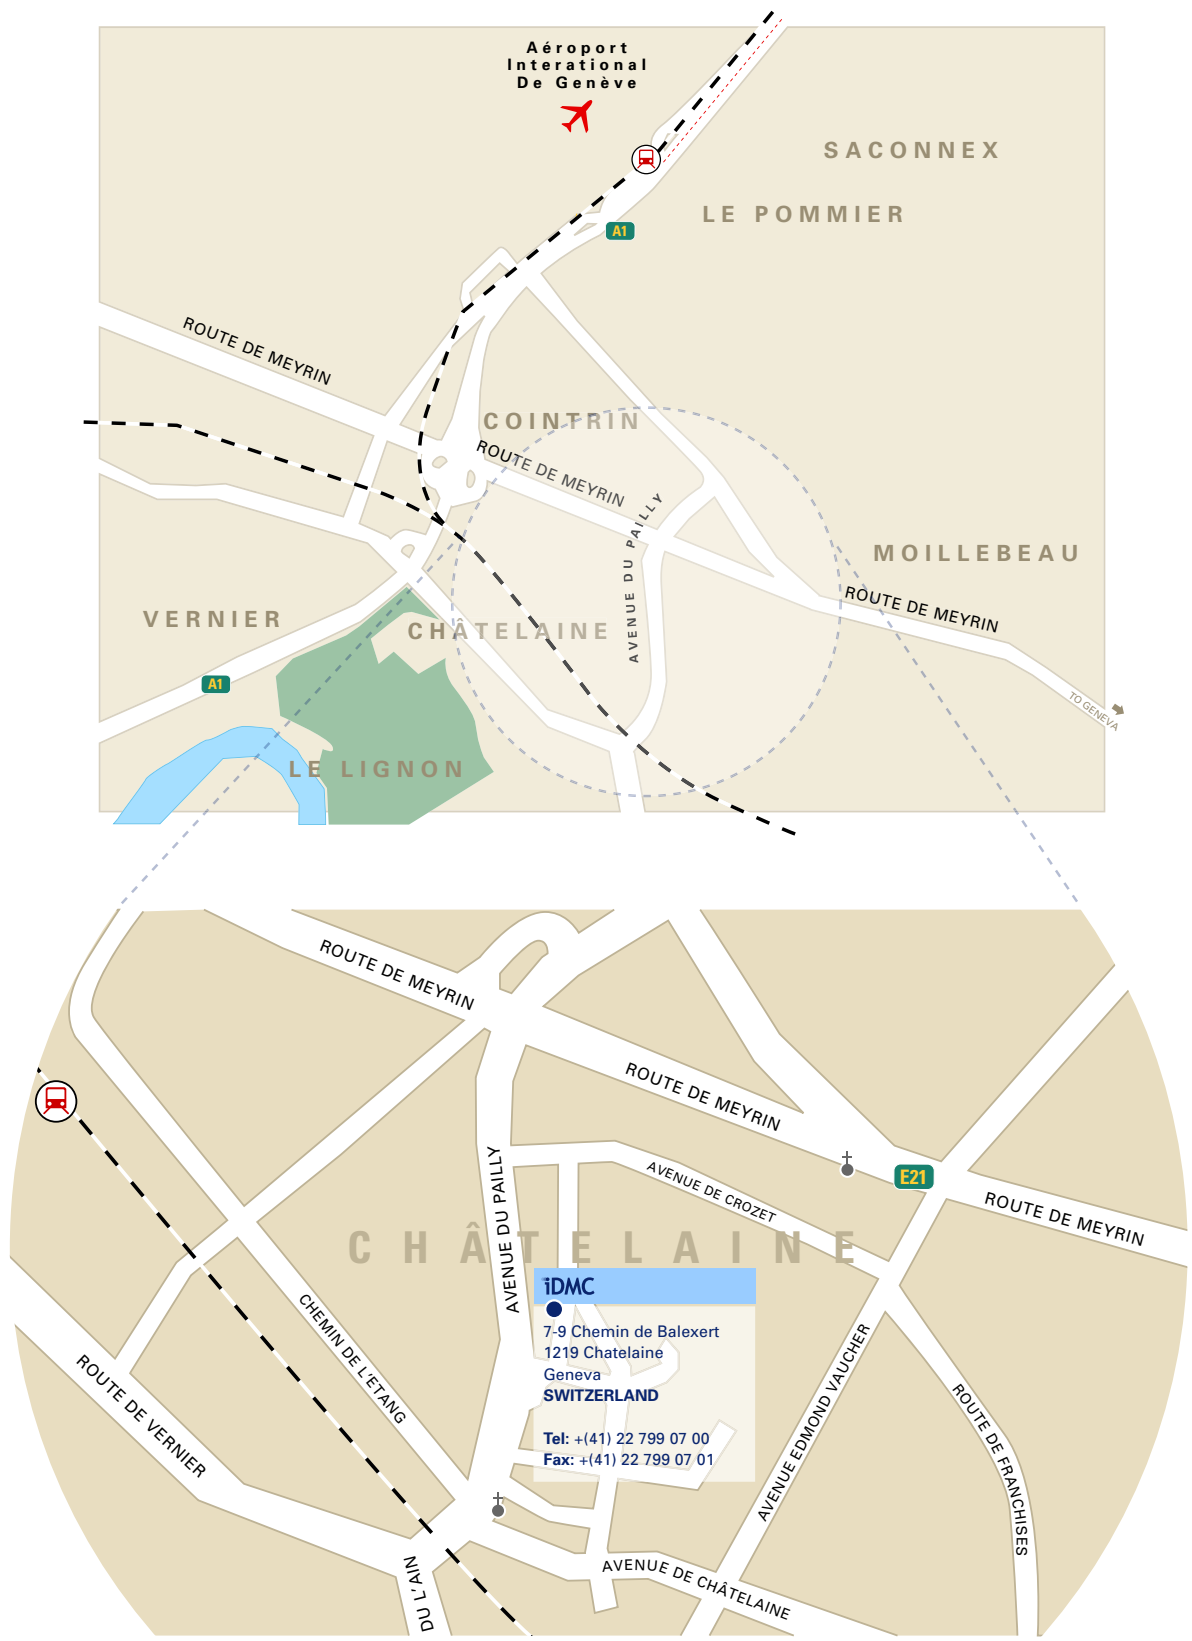 Aéroport
Interational
De Genève
SACONNEX
LE POMMIER
A1
ROUTE DE MEYRIN
COINTRIN
ROUTE DE MEYRIN
AVENUE DU PAILLY
MOILLEBEAU
ROUTE DE MEYRIN
VERNIER
CHÂTELAINE
A1
TO GENEVA
LE LIGNON
ROUTE DE MEYRIN
ROUTE DE MEYRIN
AVENUE DU PAILLY
AVENUE DE CROZET
E21
ROUTE DE MEYRIN
CHÂTELAINE
iDMC
7-9 Chemin de Balexert
1219 Chatelaine
Geneva
SWITZERLAND
Tel: +(41) 22 799 07 00
Fax: +(41) 22 799 07 01
CHEMIN DE L'ETANG
ROUTE DE VERNIER
AVENUE EDMOND VAUCHER
ROUTE DE FRANCHISES
AVENUE DE CHÂTELAINE
DU L'AIN